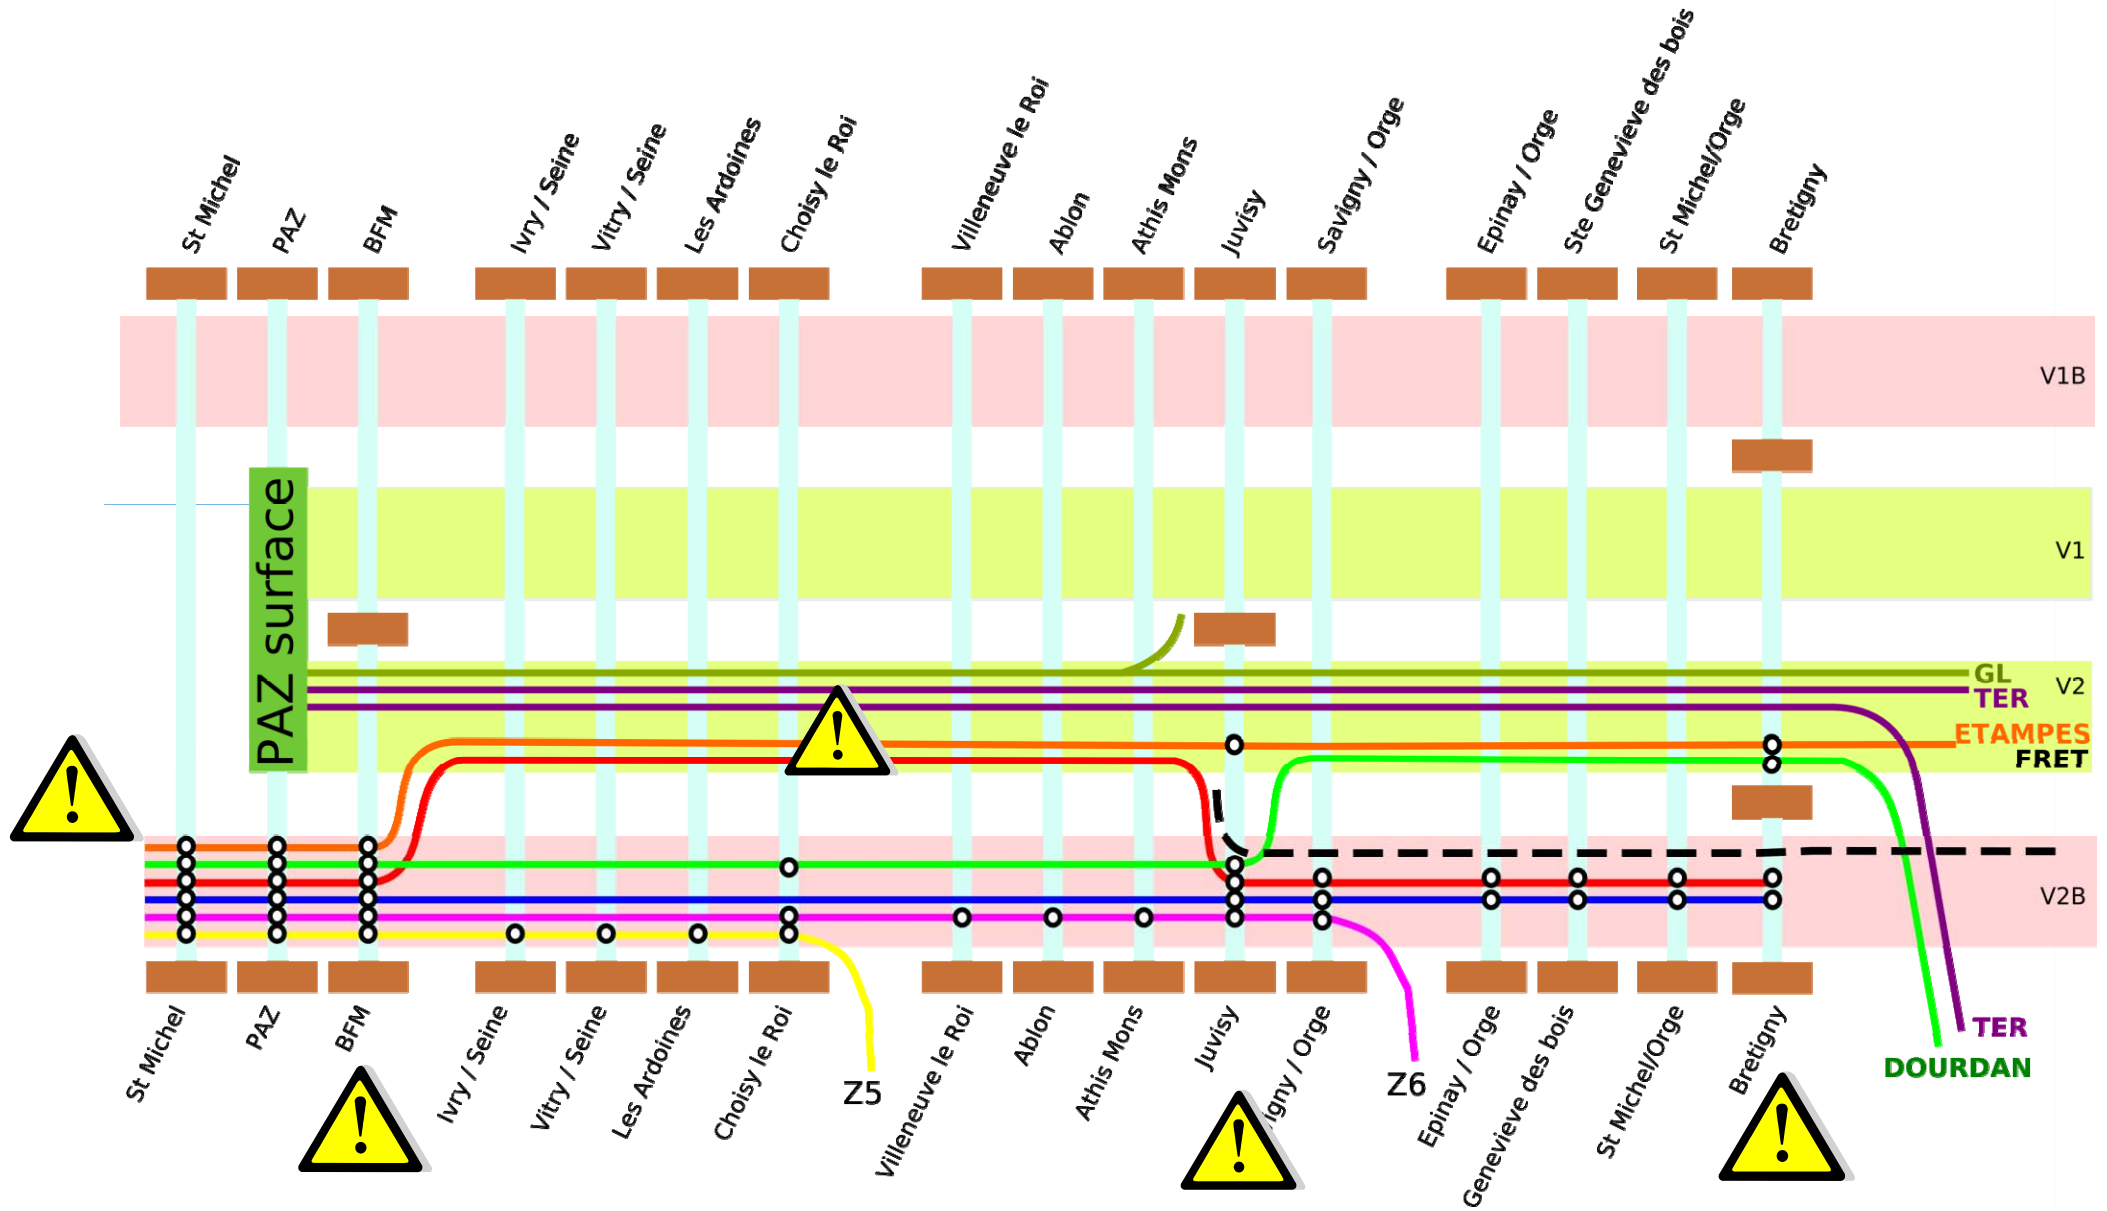 St Michel
PAZ
BFM
Ivry / Seine
Vitry / Seine
Les Ardoines
Choisy le Roi
Villeneuve le Roi
Ablon
Athis Mons
Juvisy
Savigny / Orge
Epinay / Orge
Ste Genevieve des bois
St Michel/Orge
Bretigny
V1B
V1
PAZ surface
GL
V2
TER
ETAMPES
FRET
V2B
St Michel
PAZ
BFM
Ivry / Seine
Vitry / Seine
Les Ardoines
Choisy le Roi
Z5
Villeneuve le Roi
Ablon
Athis Mons
Juvisy
igny / Orge
Z6
Epinay / Orge
Genevieve des bois
St Michel/Orge
Bretigny
TER
DOURDAN